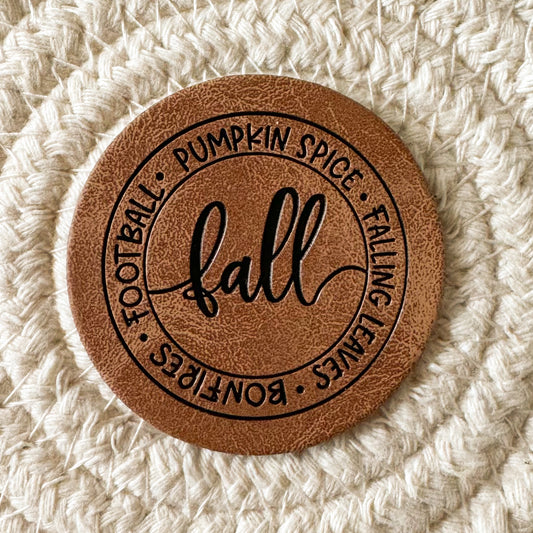 PUMPKIN SPICE • FALLING LEAVES • BONFIRES • FOOTBALL •
fall